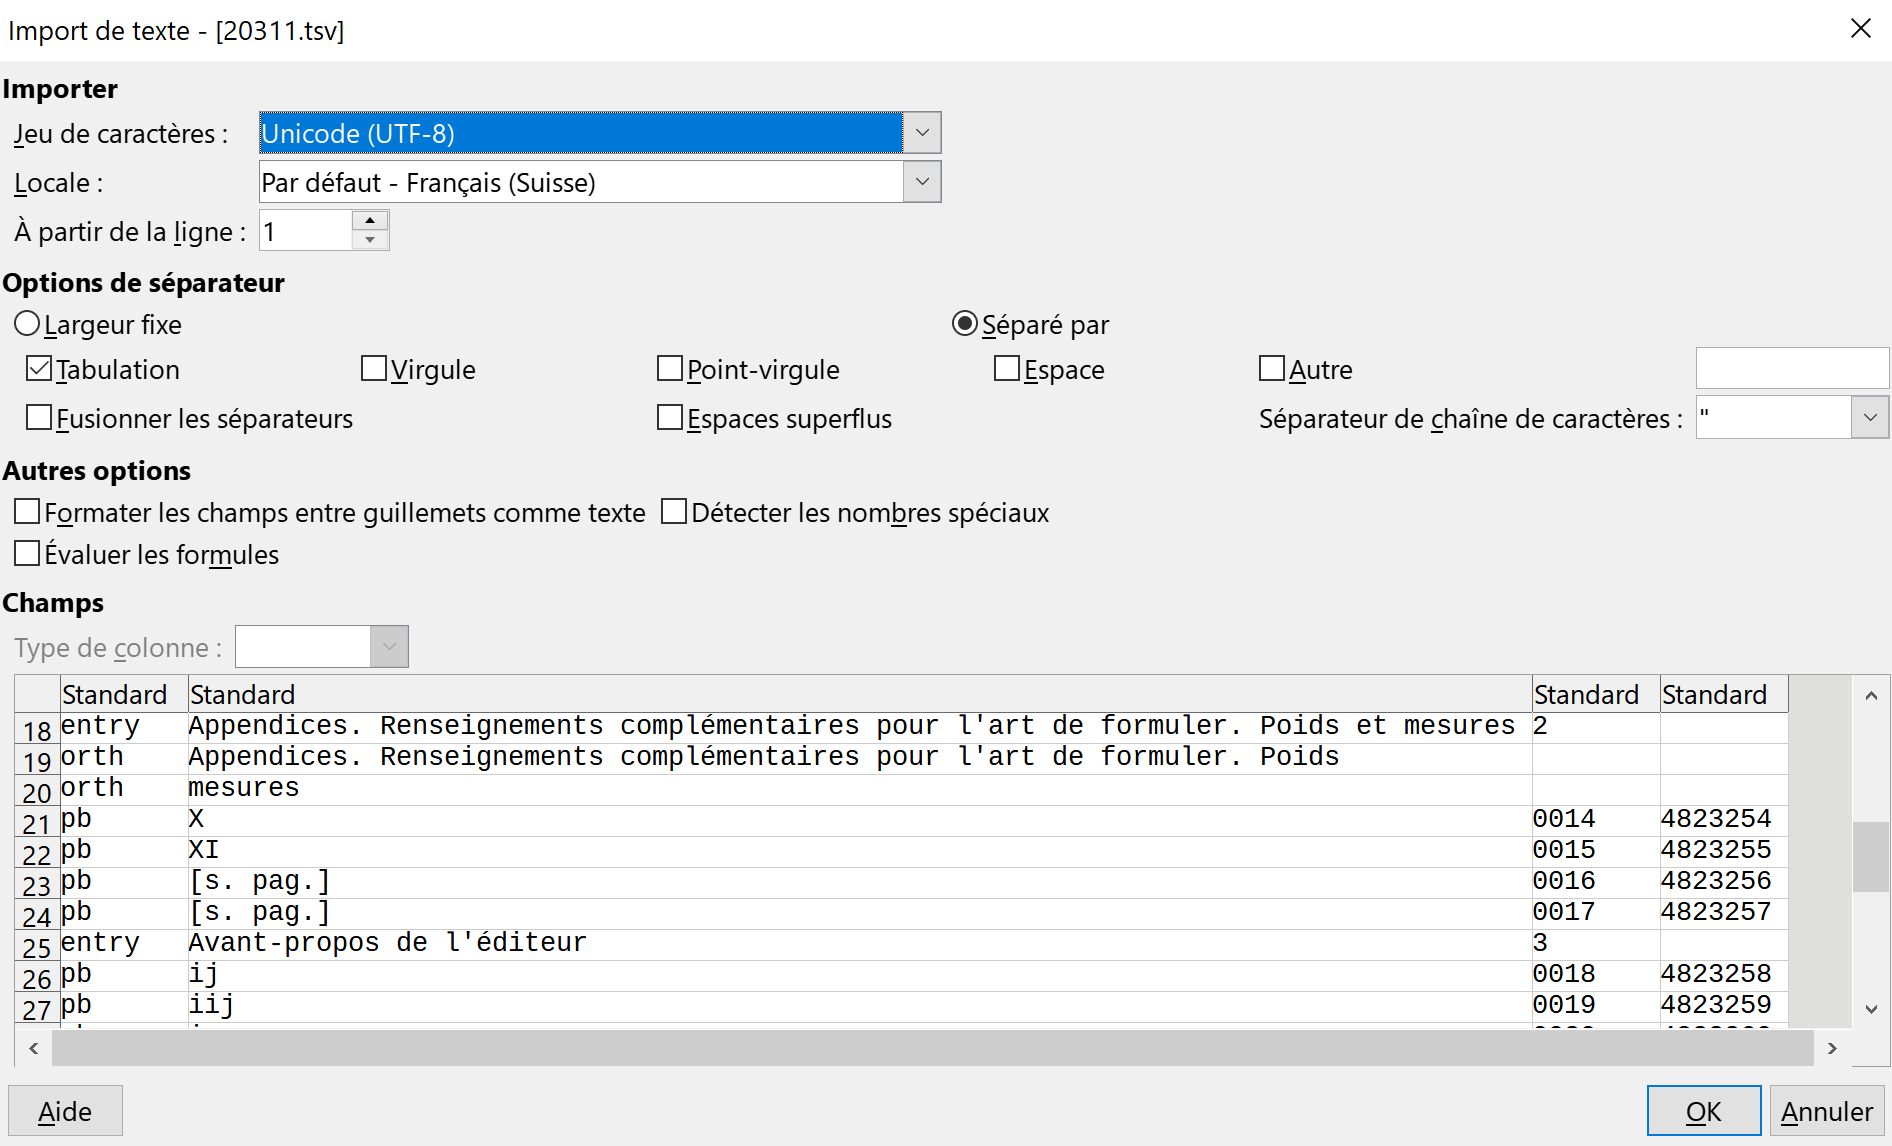 Import de texte - [20311.tsv]
Importer
Jeu de caractères : Unicode (UTF-8)
Locale : Par défaut - Français (Suisse)
À partir de la ligne : 1
Options de séparateur
Largeur fixe Séparé par
Tabulation Virgule Point-virgule Espace Autre
Fusionner les séparateurs Espaces superflus Séparateur de chaîne de caractères : "
Autres options
Formater les champs entre guillemets comme texte Détecter les nombres spéciaux
Évaluer les formules
Champs
Type de colonne :
Standard Standard Standard Standard
18 entry Appendices. Renseignements complémentaires pour l'art de formuler. Poids et mesures 2
19 orth Appendices. Renseignements complémentaires pour l'art de formuler. Poids
20 orth mesures
21 pb X 0014 4823254
22 pb XI 0015 4823255
23 pb [s. pag.] 0016 4823256
24 pb [s. pag.] 0017 4823257
25 entry Avant-propos de l'éditeur 3
26 pb ij 0018 4823258
27 pb iij 0019 4823259
Aide OK Annuler